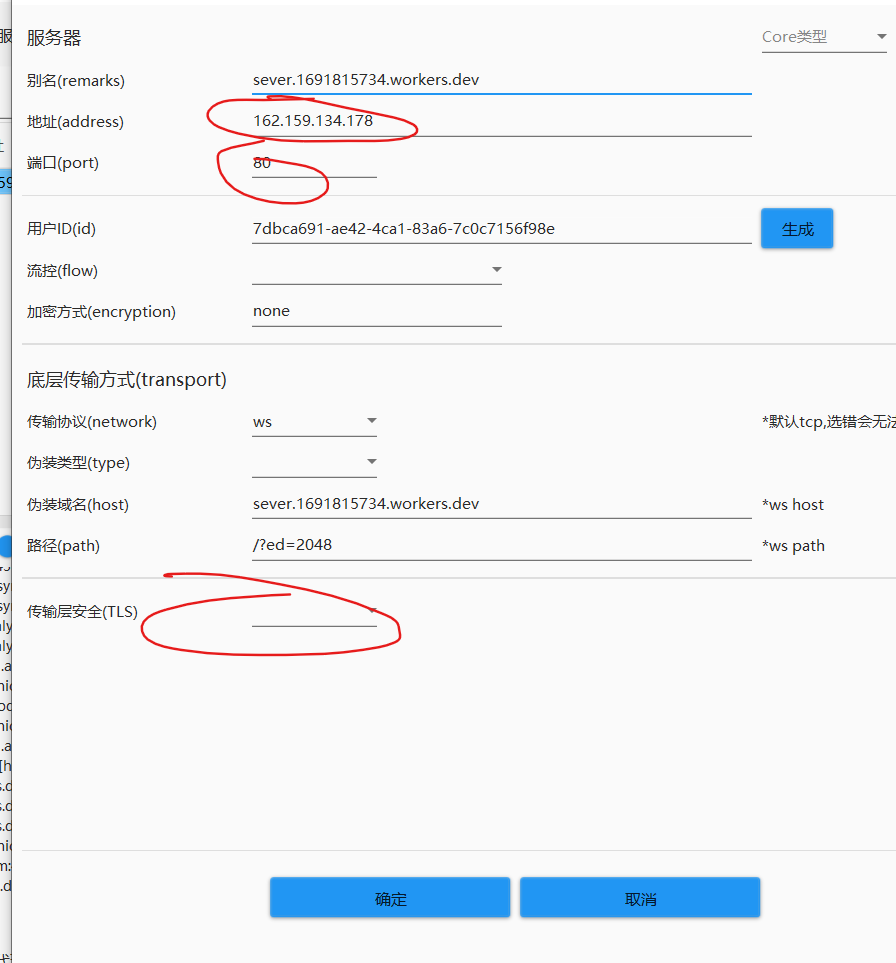 服务器
Core类型
别名(remarks)
sever.1691815734.workers.dev
地址(address)
162.159.134.178
端口(port)
80
用户ID(id)
7dbca691-ae42-4ca1-83a6-7c0c7156f98e
生成
流控(flow)
加密方式(encryption)
none
底层传输方式(transport)
传输协议(network)
ws
*默认tcp,选错会无法
伪装类型(type)
伪装域名(host)
sever.1691815734.workers.dev
*ws host
路径(path)
/?ed=2048
*ws path
传输层安全(TLS)
确定
取消